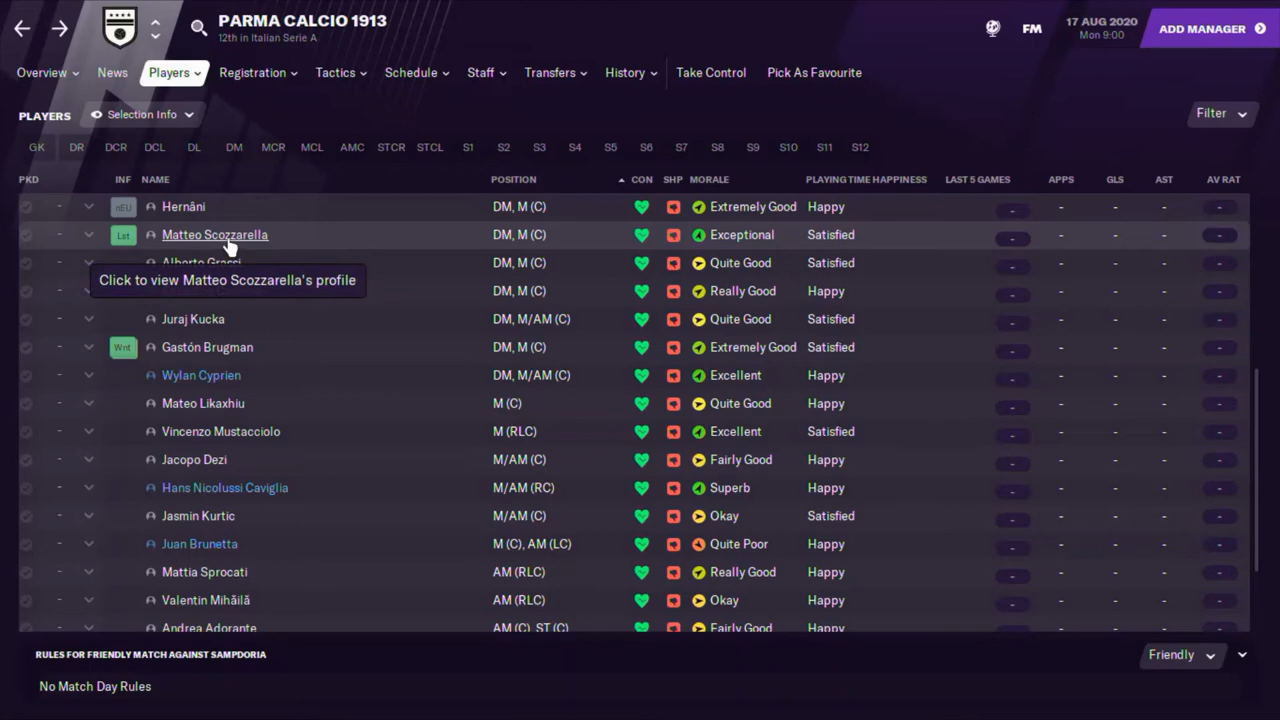 PARMA CALCIO 1913
12th in Italian Serie A
FM
17 AUG 2020
Mon 9:00
ADD MANAGER
Overview News Players Registration Tactics Schedule Staff Transfers History Take Control Pick As Favourite
PLAYERS Selection Info Filter
GK DR DCR DCL DL DM MCR MCL AMC STCR STCL S1 S2 S3 S4 S5 S6 S7 S8 S9 S10 S11 S12
PKD INF NAME POSITION CON SHP MORALE PLAYING TIME HAPPINESS LAST 5 GAMES APPS GLS AST AV RAT
- nEU Hernâni DM, M (C) Extremely Good Happy - - - - -
- Lst Matteo Scozzarella DM, M (C) Exceptional Satisfied - - - - -
- Alberto Grassi DM, M (C) Quite Good Satisfied - - - - -
Click to view Matteo Scozzarella's profile
DM, M (C) Really Good Happy - - - - -
- Juraj Kucka DM, M/AM (C) Quite Good Satisfied - - - - -
- Wnt Gastón Brugman DM, M (C) Extremely Good Satisfied - - - - -
- Wylan Cyprien DM, M/AM (C) Excellent Happy - - - - -
- Mateo Likaxhiu M (C) Quite Good Happy - - - - -
- Vincenzo Mustacciolo M (RLC) Excellent Satisfied - - - - -
- Jacopo Dezi M/AM (C) Fairly Good Happy - - - - -
- Hans Nicolussi Caviglia M/AM (RC) Superb Happy - - - - -
- Jasmin Kurtic M/AM (C) Okay Satisfied - - - - -
- Juan Brunetta M (C), AM (LC) Quite Poor Happy - - - - -
- Mattia Sprocati AM (RLC) Really Good Happy - - - - -
- Valentin Mihăilă AM (RLC) Okay Happy - - - - -
- Andrea Adorante AM (C), ST (C) Fairly Good Happy - - - - -
RULES FOR FRIENDLY MATCH AGAINST SAMPDORIA Friendly
No Match Day Rules